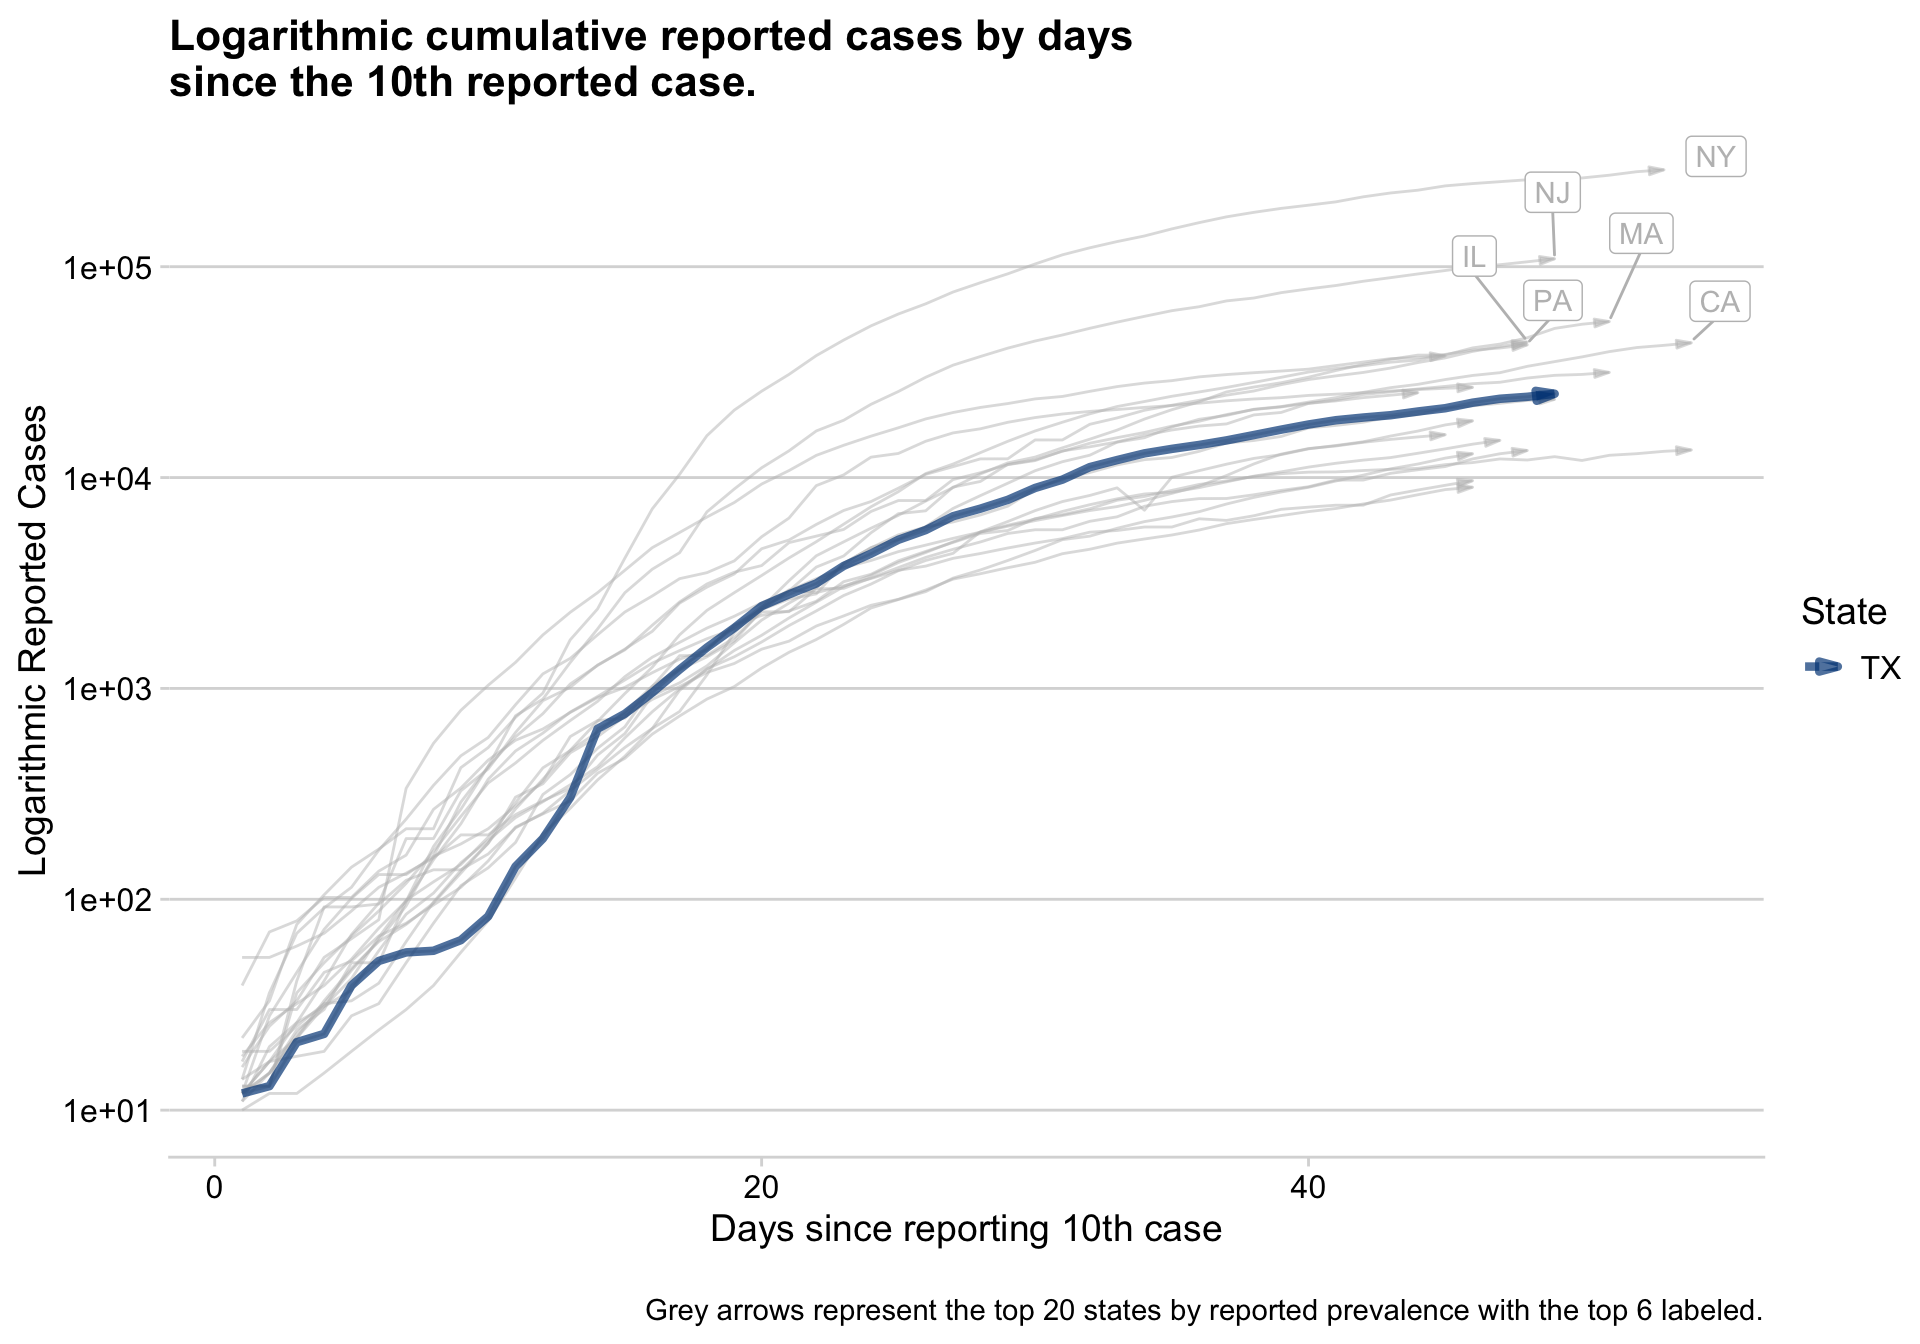 Logarithmic cumulative reported cases by days
since the 10th reported case.
NY
NJ
MA
IL
PA
CA
1e+05
1e+04
1e+03
1e+02
1e+01
Logarithmic Reported Cases
State
TX
0
20
40
Days since reporting 10th case
Grey arrows represent the top 20 states by reported prevalence with the top 6 labeled.